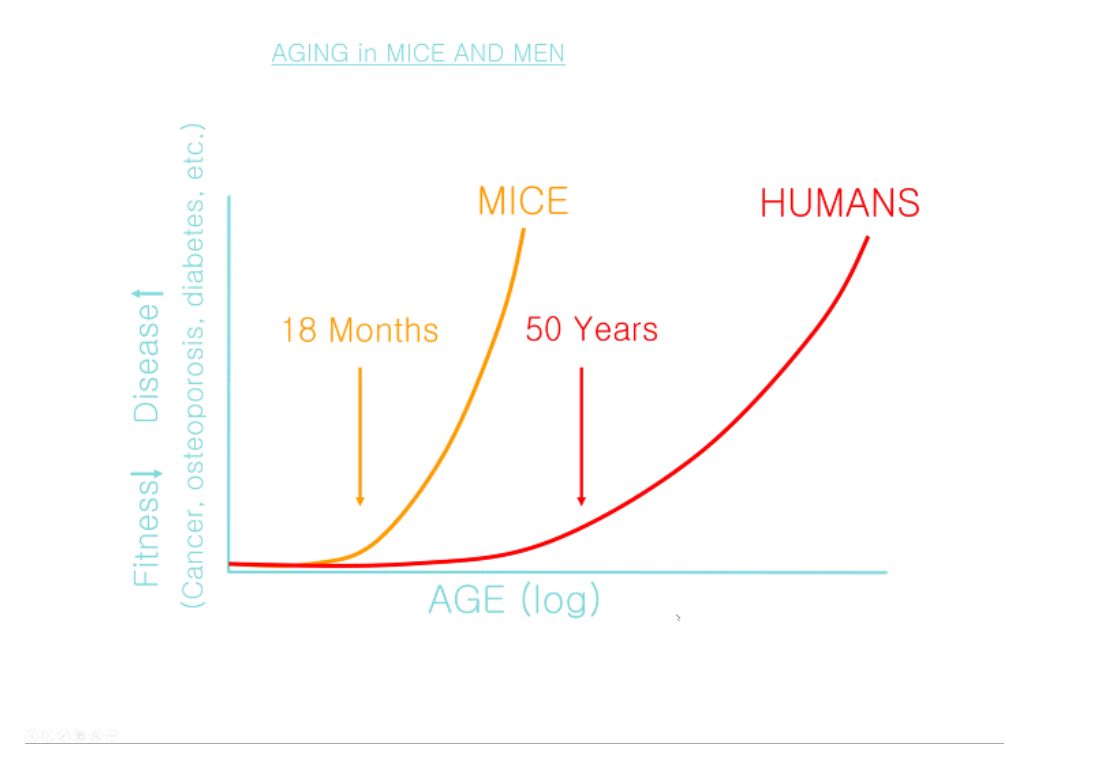 AGING in MICE AND MEN
MICE
HUMANS
18 Months
50 Years
Fitness↓ Disease↑
(Cancer, osteoporosis, diabetes, etc.)
AGE (log)